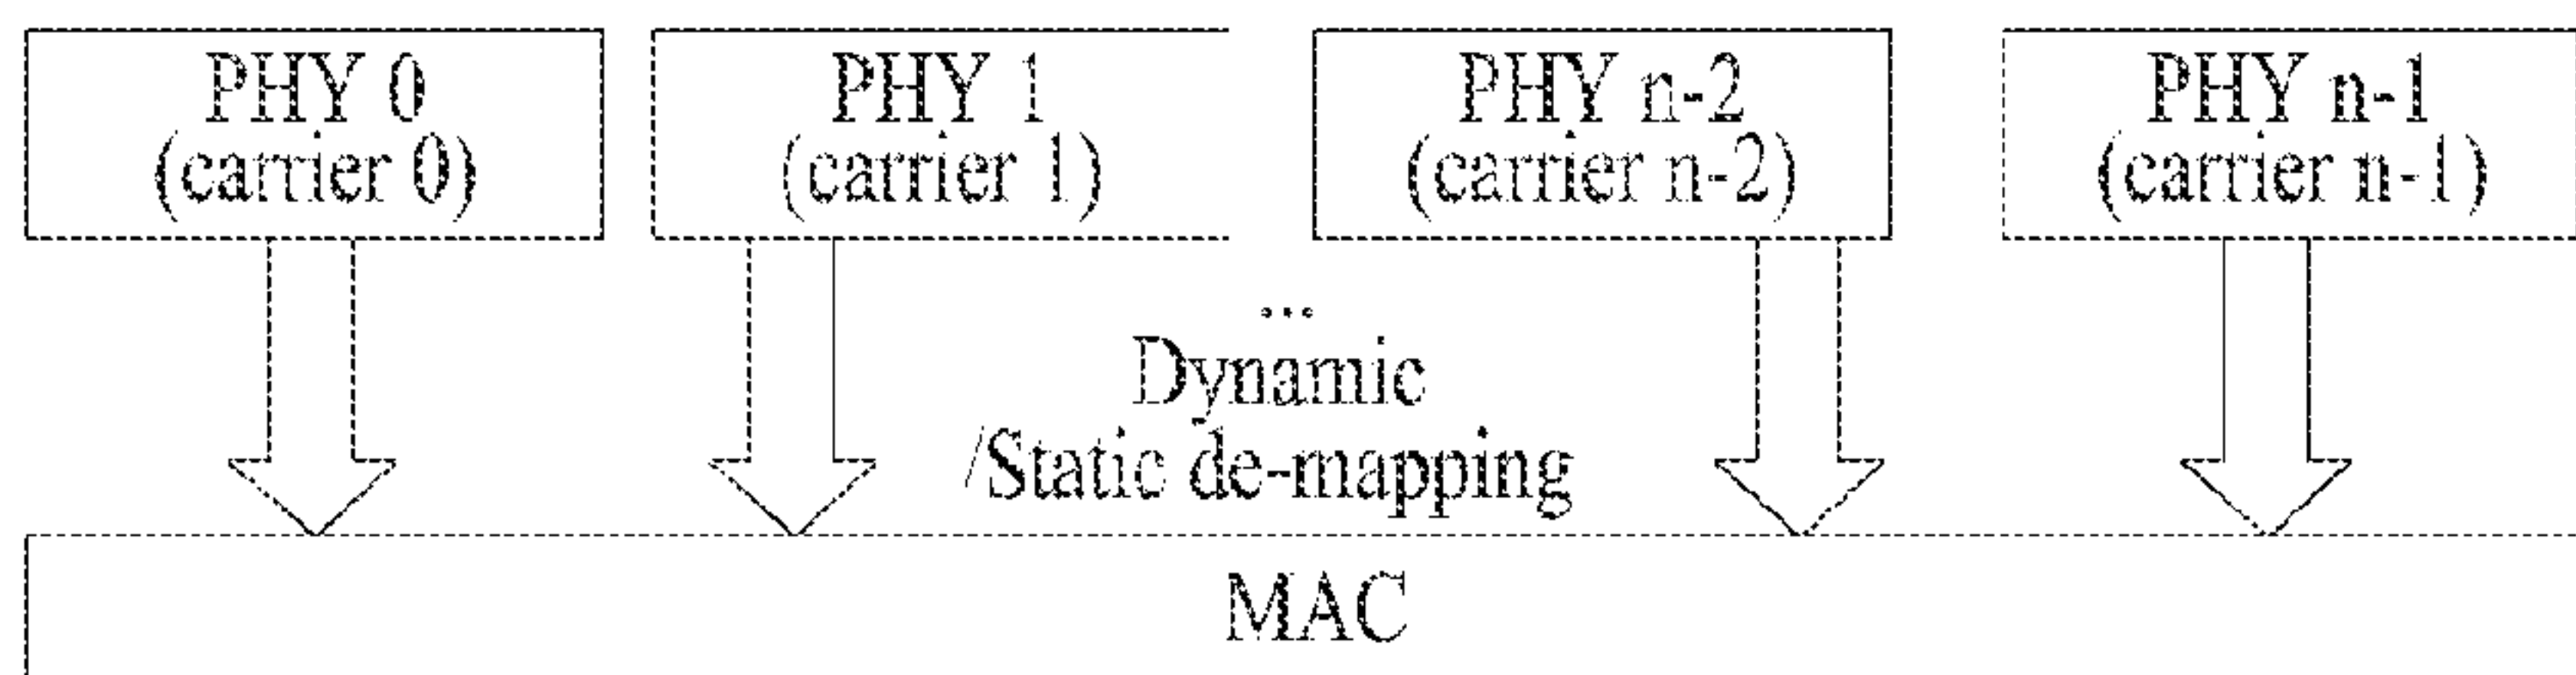 PHY 0
(carrier 0)
PHY 1
(carrier 1)
PHY n-2
(carrier n-2)
PHY n-1
(carrier n-1)
...
Dynamic
/Static de-mapping
MAC